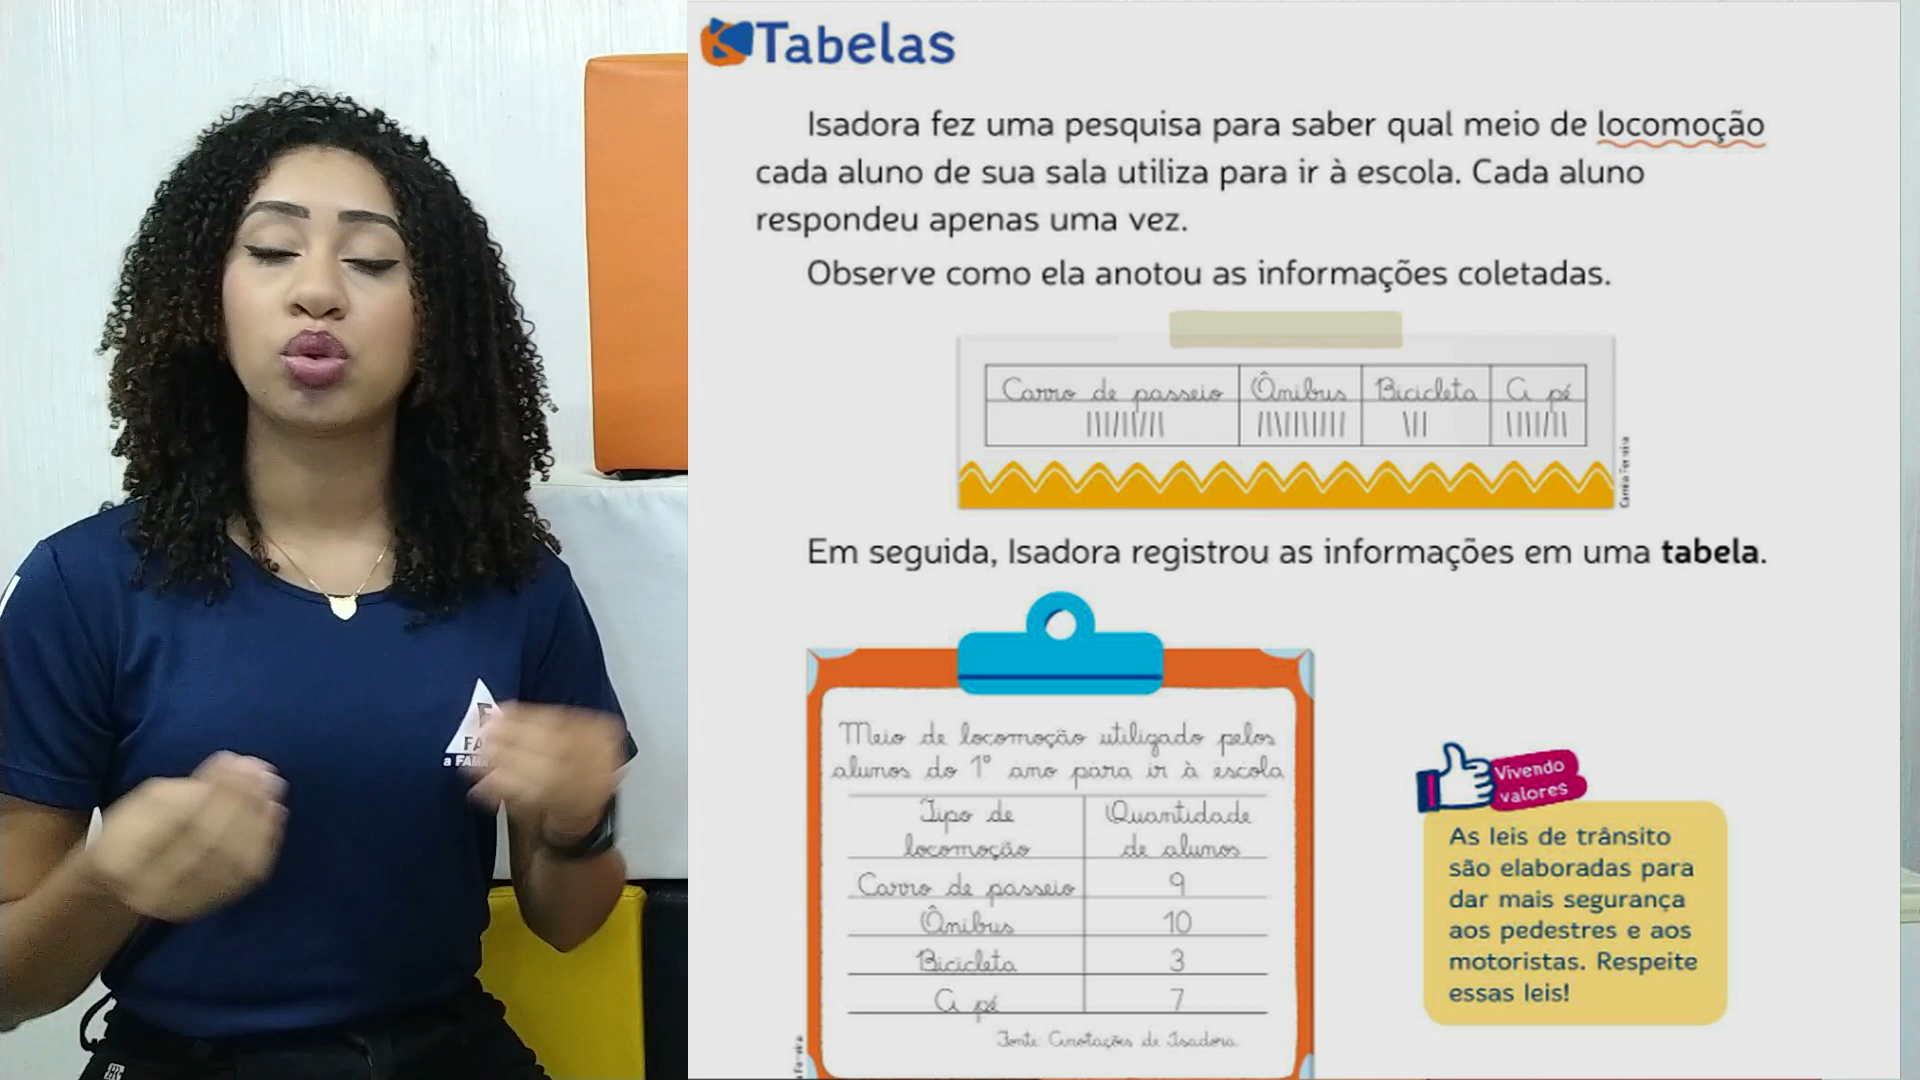 Tabelas
Isadora fez uma pesquisa para saber qual meio de locomoção
cada aluno de sua sala utiliza para ir à escola. Cada aluno
respondeu apenas uma vez.
Observe como ela anotou as informações coletadas.
Carro de passeio Ônibus Bicicleta A pé
Camila Ferreira
Em seguida, Isadora registrou as informações em uma tabela.
Meio de locomoção utilizado pelos
alunos do 1° ano para ir à escola
Tipo de locomoção Quantidade de alunos
Carro de passeio 9
Ônibus 10
Bicicleta 3
A pé 7
Fonte: Anotações de Isadora.
Vivendo
valores
As leis de trânsito
são elaboradas para
dar mais segurança
aos pedestres e aos
motoristas. Respeite
essas leis!